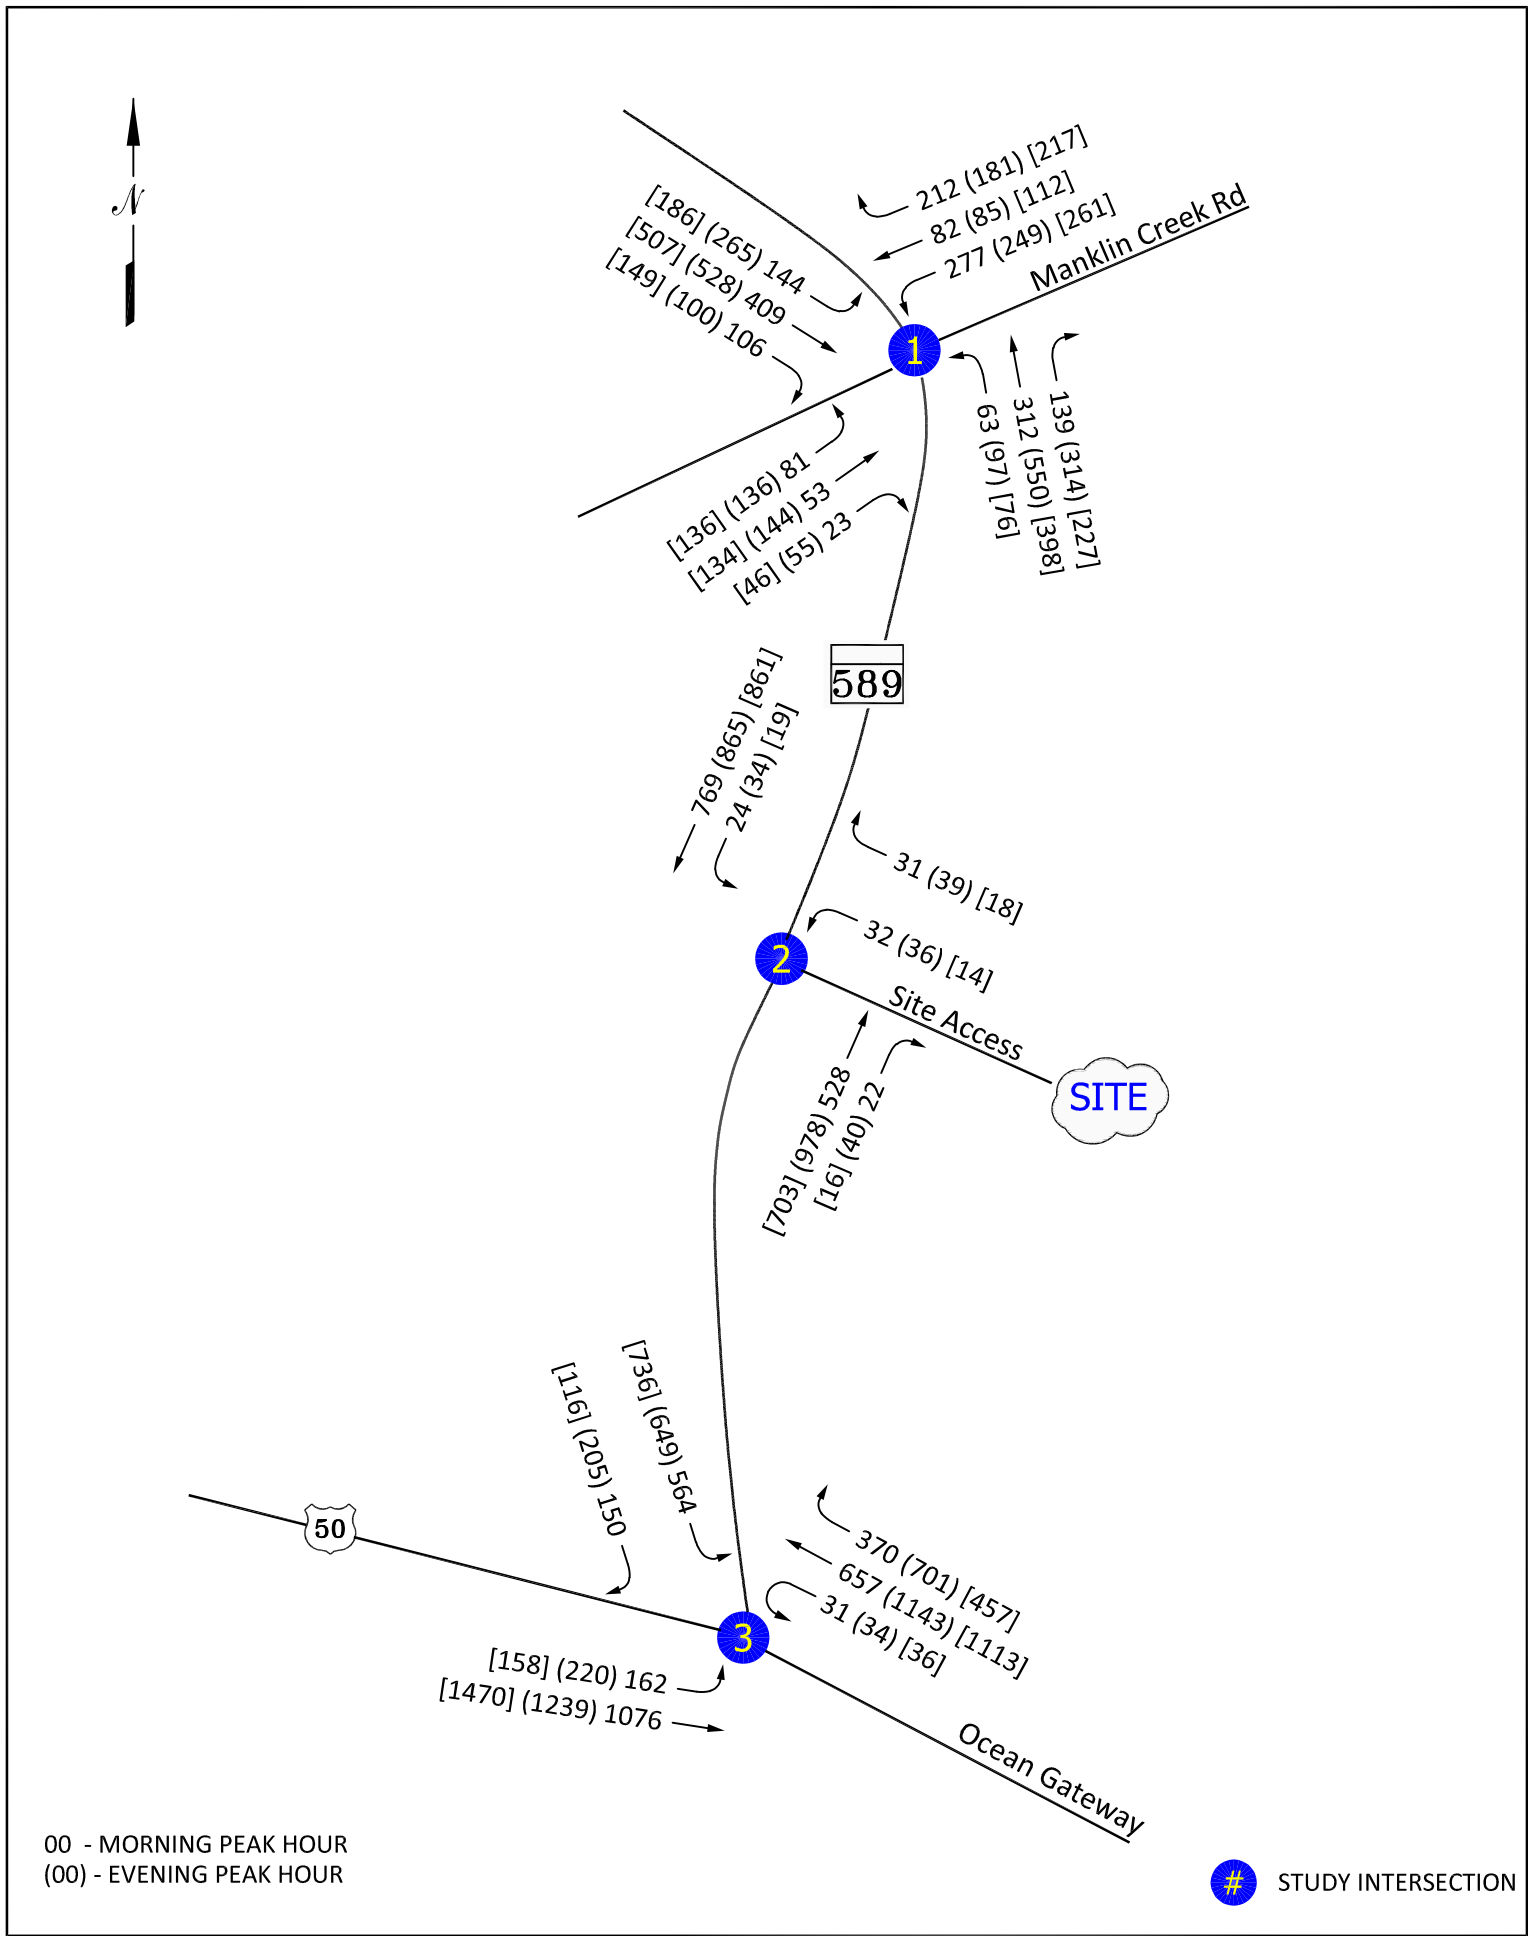 N
212 (181) [217]
82 (85) [112]
277 (249) [261]
Manklin Creek Rd
[186] (265) 144
[507] (528) 409
[149] (100) 106
1
63 (97) [76]
312 (550) [398]
139 (314) [227]
[136] (136) 81
[134] (144) 53
[46] (55) 23
589
769 (865) [861]
24 (34) [19]
31 (39) [18]
32 (36) [14]
2
Site Access
SITE
[703] (978) 528
[16] (40) 22
[116] (205) 150
[736] (649) 564
50
370 (701) [457]
657 (1143) [1113]
31 (34) [36]
3
[158] (220) 162
[1470] (1239) 1076
Ocean Gateway
00 - MORNING PEAK HOUR
(00) - EVENING PEAK HOUR
# STUDY INTERSECTION